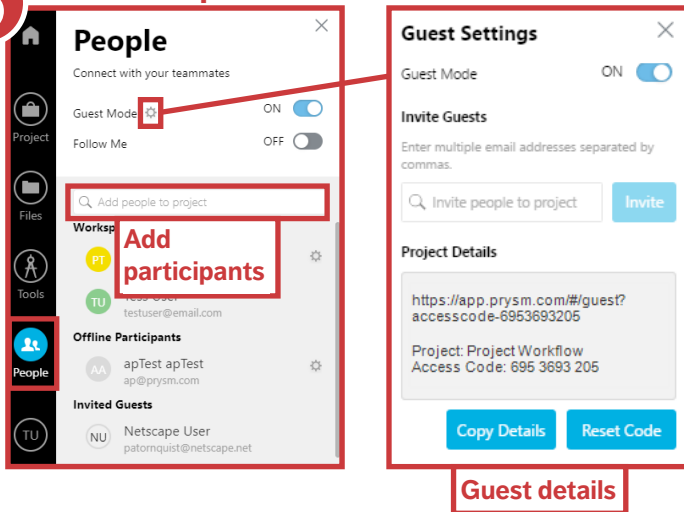 People
Connect with your teammates
Guest Mode
ON
Follow Me
OFF
Add people to project
Add
participants
PT
TU
testuser@email.com
Offline Participants
AA
apTest apTest
ap@prysm.com
Invited Guests
NU
Netscape User
patornquist@netscape.net
Project
Files
Tools
People
TU
Guest Settings
Guest Mode
ON
Invite Guests
Enter multiple email addresses separated by
commas.
Invite people to project
Invite
Project Details
https://app.prysm.com/#/guest?
accesscode-6953693205
Project: Project Workflow
Access Code: 695 3693 205
Copy Details
Reset Code
Guest details